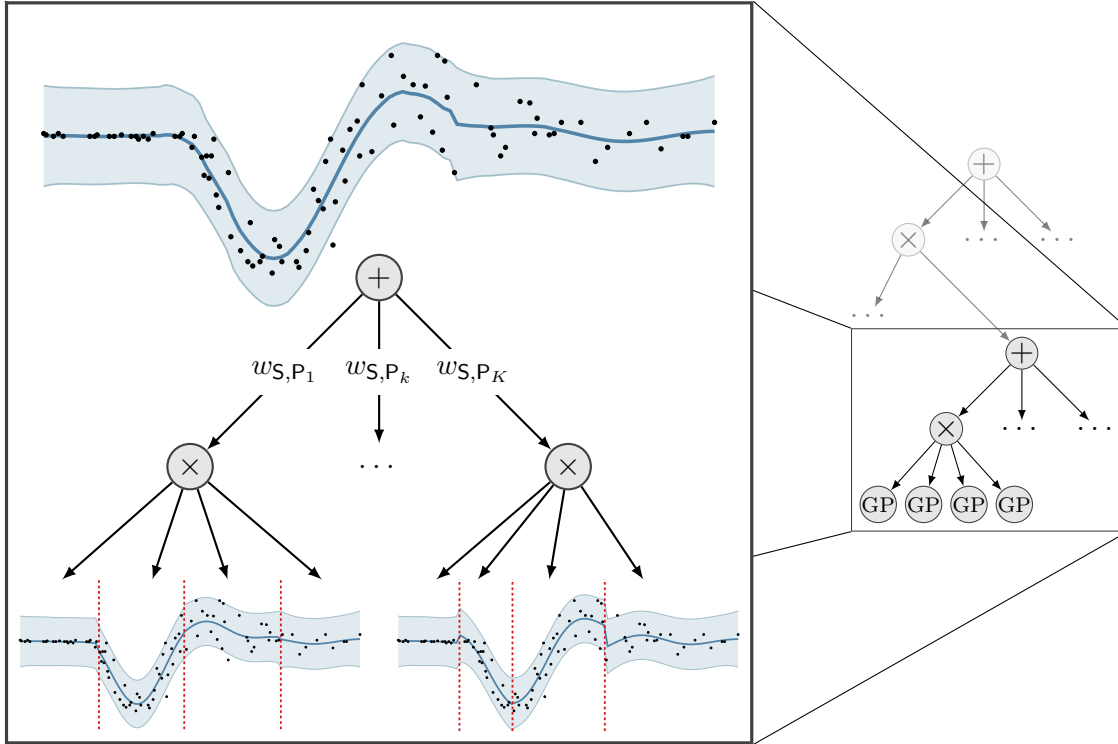 +
× · · · · · ·
· · ·
+
+
w_{S,P_1} w_{S,P_k} w_{S,P_K}
× · · · · · ·
× · · · ×
GP GP GP GP